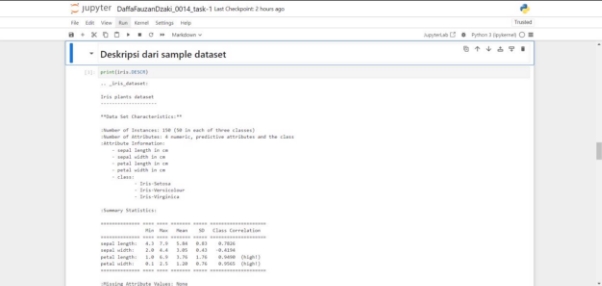 jupyter DaffaFauzanDzaki_0014_task-1 Last Checkpoint: 2 hours ago
File Edit View Run Kernel Settings Help
Trusted
Markdown
JupyterLab
Python 3 (ipykernel)
Deskripsi dari sample dataset
print(iris.DESCR)
.. _iris_dataset:
Iris plants dataset
--------------------
**Data Set Characteristics:**
:Number of Instances: 150 (50 in each of three classes)
:Number of Attributes: 4 numeric, predictive attributes and the class
:Attribute Information:
- sepal length in cm
- sepal width in cm
- petal length in cm
- petal width in cm
- class:
- Iris-Setosa
- Iris-Versicolour
- Iris-Virginica
:Summary Statistics:
============== ==== ==== ======= ===== ====================
Min Max Mean SD Class Correlation
============== ==== ==== ======= ===== ====================
sepal length: 4.3 7.9 5.84 0.83 0.7826
sepal width: 2.0 4.4 3.05 0.43 -0.4194
petal length: 1.0 6.9 3.76 1.76 0.9490 (high!)
petal width: 0.1 2.5 1.20 0.76 0.9565 (high!)
============== ==== ==== ======= ===== ====================
:Missing Attribute Values: None